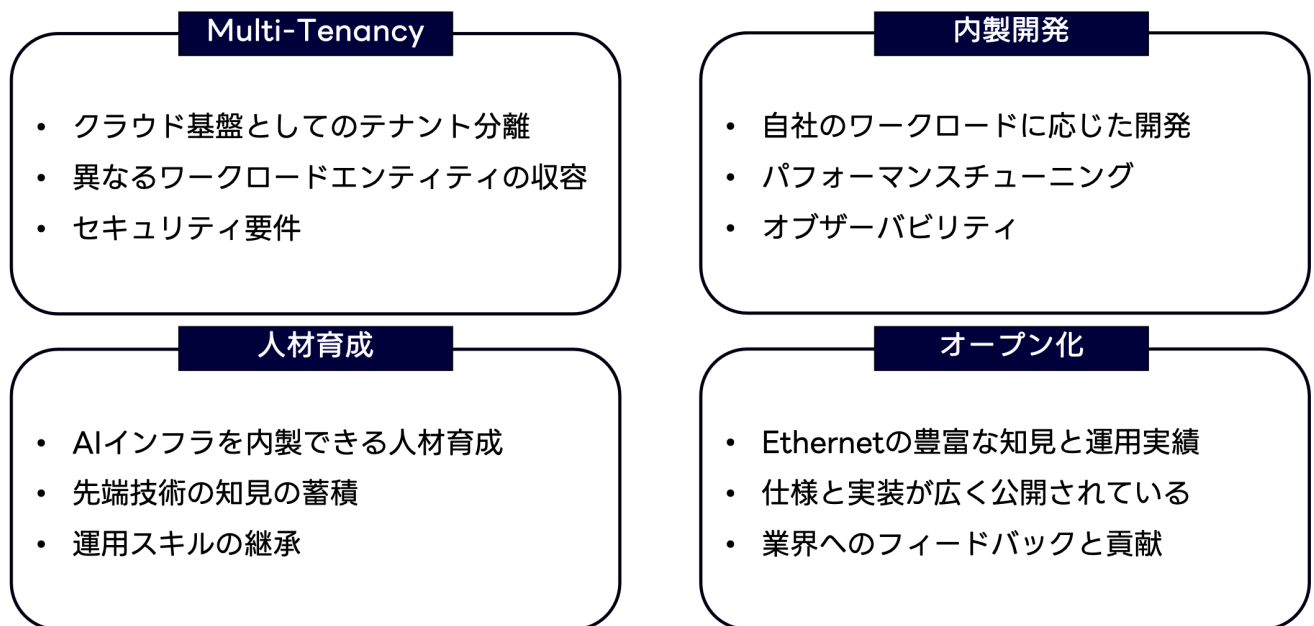 Multi-Tenancy
• クラウド基盤としてのテナント分離
• 異なるワークロードエンティティの収容
• セキュリティ要件
内製開発
• 自社のワークロードに応じた開発
• パフォーマンスチューニング
• オブザーバビリティ
人材育成
• AIインフラを内製できる人材育成
• 先端技術の知見の蓄積
• 運用スキルの継承
オープン化
• Ethernetの豊富な知見と運用実績
• 仕様と実装が広く公開されている
• 業界へのフィードバックと貢献